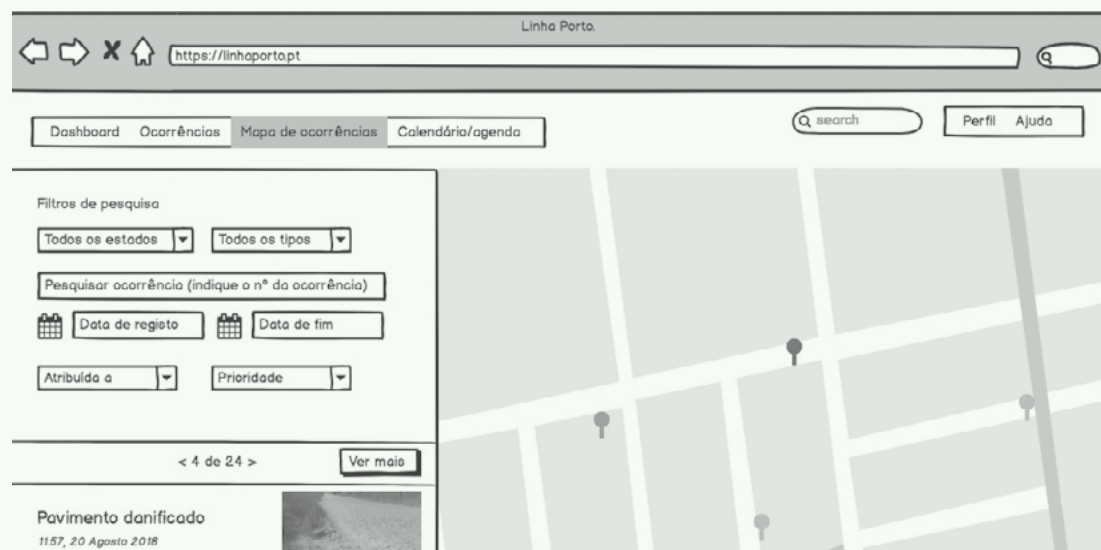 Linha Porto.
https://linhaporto.pt
Dashboard Ocorrências Mapa de ocorrências Calendário/agenda
search
Perfil Ajuda
Filtros de pesquisa
Todos os estados Todos os tipos
Pesquisar ocorrência (indique o nº da ocorrência)
Data de registo Data de fim
Atribuída a Prioridade
< 4 de 24 > Ver mais
Pavimento danificado
11:57, 20 Agosto 2018